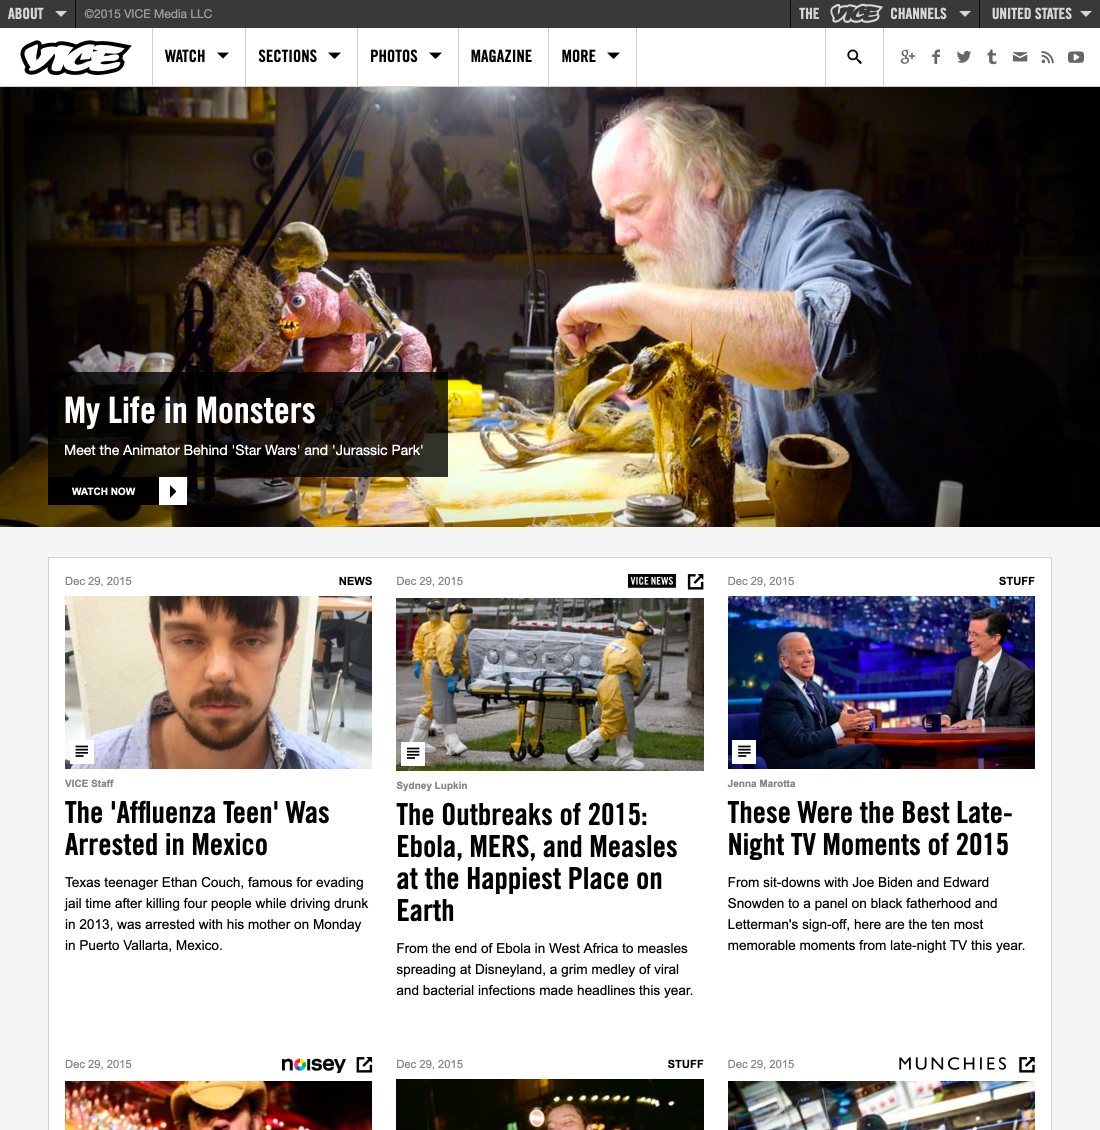 ABOUT ©2015 VICE Media LLC THE VICE CHANNELS UNITED STATES
VICE WATCH SECTIONS PHOTOS MAGAZINE MORE
My Life in Monsters
Meet the Animator Behind 'Star Wars' and 'Jurassic Park'
WATCH NOW
Dec 29, 2015 NEWS
VICE Staff
The 'Affluenza Teen' Was
Arrested in Mexico
Texas teenager Ethan Couch, famous for evading
jail time after killing four people while driving drunk
in 2013, was arrested with his mother on Monday
in Puerto Vallarta, Mexico.
Dec 29, 2015 VICE NEWS
Sydney Lupkin
The Outbreaks of 2015:
Ebola, MERS, and Measles
at the Happiest Place on
Earth
From the end of Ebola in West Africa to measles
spreading at Disneyland, a grim medley of viral
and bacterial infections made headlines this year.
Dec 29, 2015 STUFF
Jenna Marotta
These Were the Best Late-
Night TV Moments of 2015
From sit-downs with Joe Biden and Edward
Snowden to a panel on black fatherhood and
Letterman's sign-off, here are the ten most
memorable moments from late-night TV this year.
Dec 29, 2015 noisey
Dec 29, 2015 STUFF
Dec 29, 2015 MUNCHIES